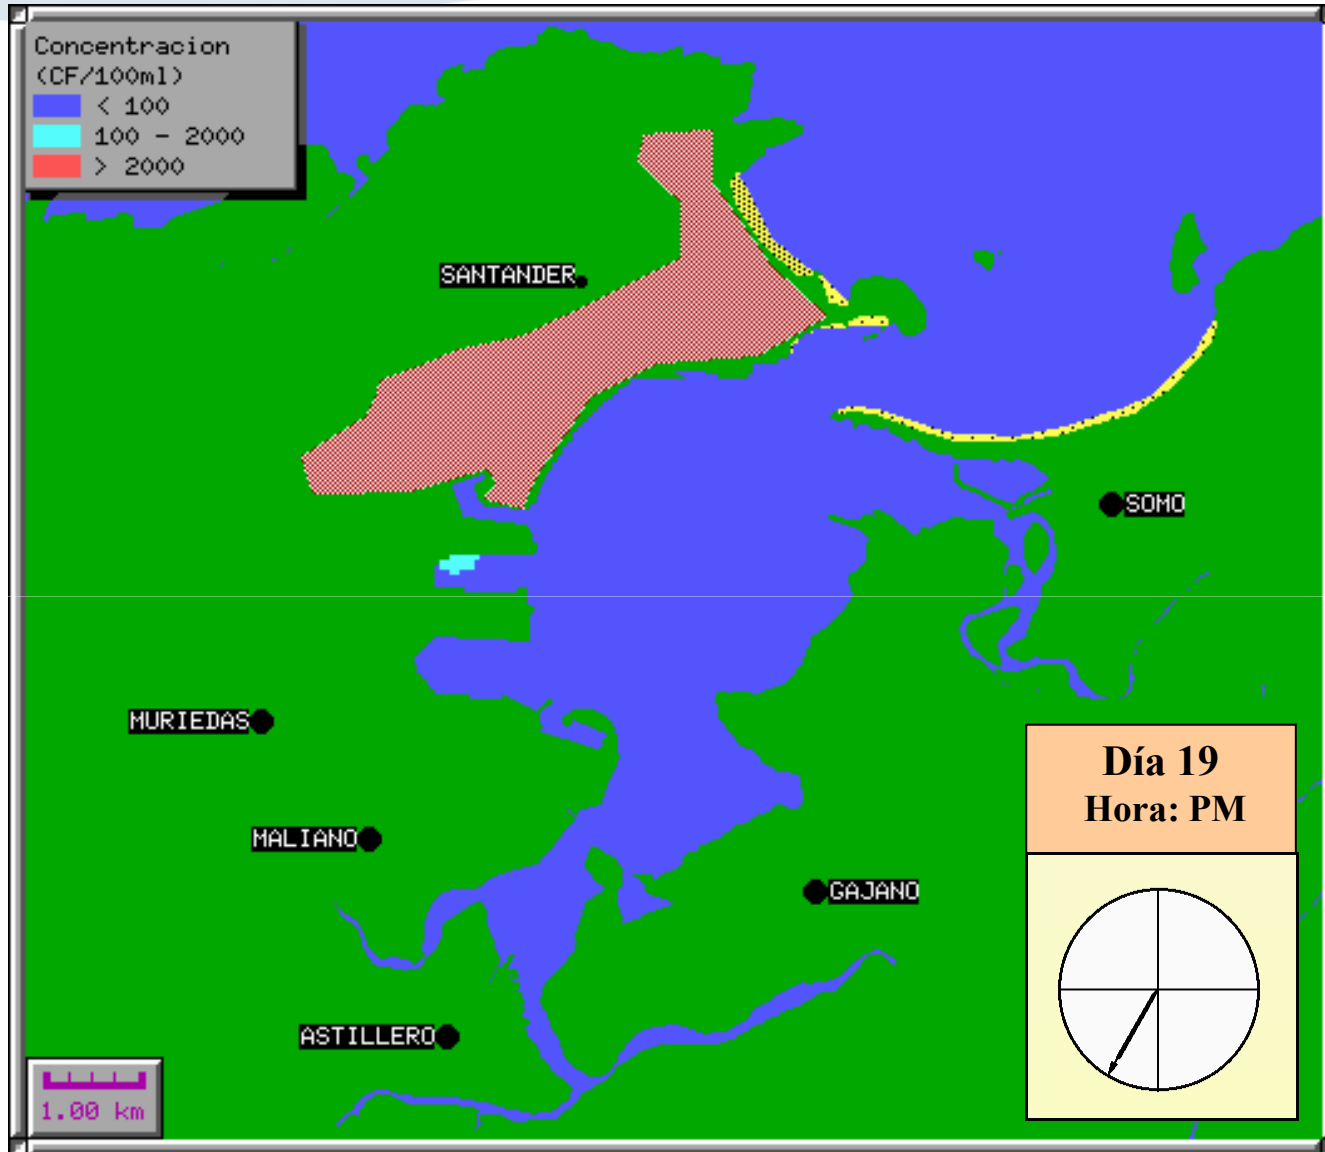 Concentracion
(CF/100ml)
< 100
100 - 2000
> 2000
SANTANDER
SOMO
MURIEDAS
Día 19
Hora: PM
MALIANO
GAJANO
ASTILLERO
1.00 km